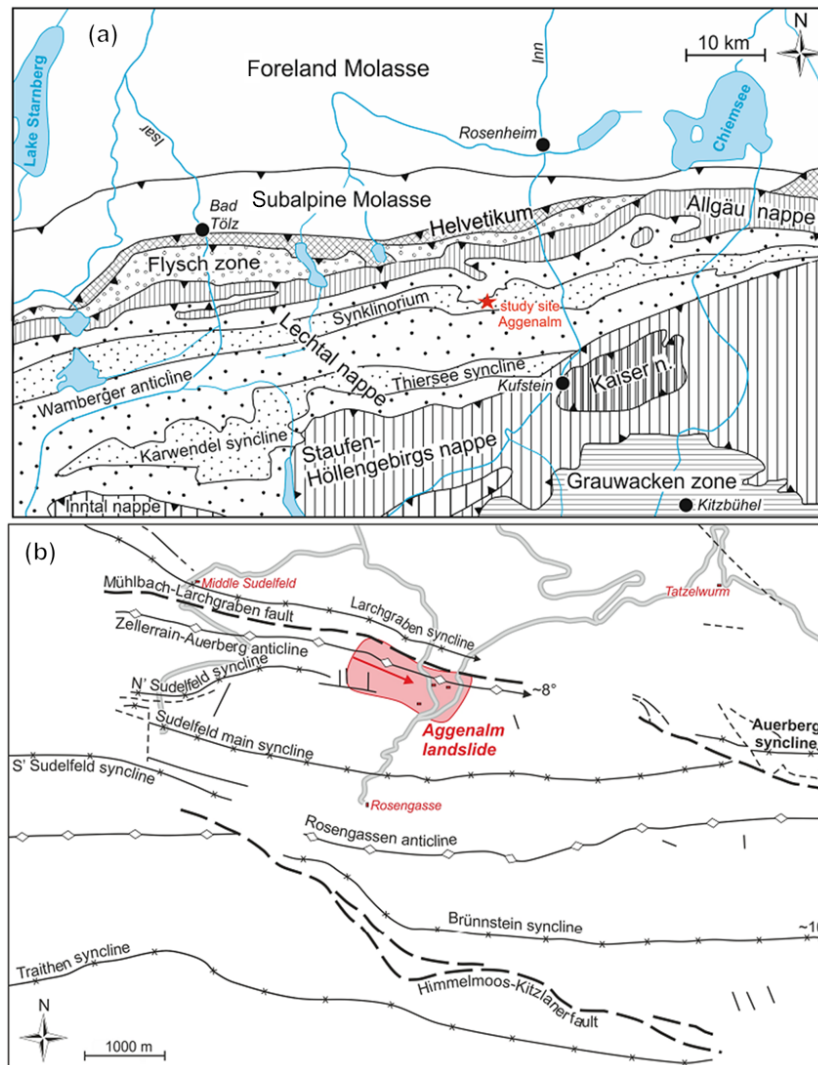 (a)
N
10 km
Lake Starnberg
Isar
Foreland Molasse
Inn
Rosenheim
Chiemsee
Subalpine Molasse
Bad
Tölz
Helvetikum
Allgäu nappe
Flysch zone
Synklinorium
study site
Aggenalm
Lechtal nappe
Wamberger anticline
Thiersee syncline
Kufstein
Kaiser n.
Karwendel syncline
Staufen-
Höllengebirgs nappe
Grauwacken zone
Inntal nappe
Kitzbühel
(b)
Middle Sudelfeld
Tatzelwurm
Mühlbach-Larchgraben fault
Larchgraben syncline
Zellerrain-Auerberg anticline
N' Sudelfeld syncline
~8°
Sudelfeld main syncline
Aggenalm
landslide
Auerberg
syncline
S' Sudelfeld syncline
Rosengasse
Rosengassen anticline
Brünnstein syncline
~10
Traithen syncline
Himmelmoos-Kitzlanerfault
N
1000 m